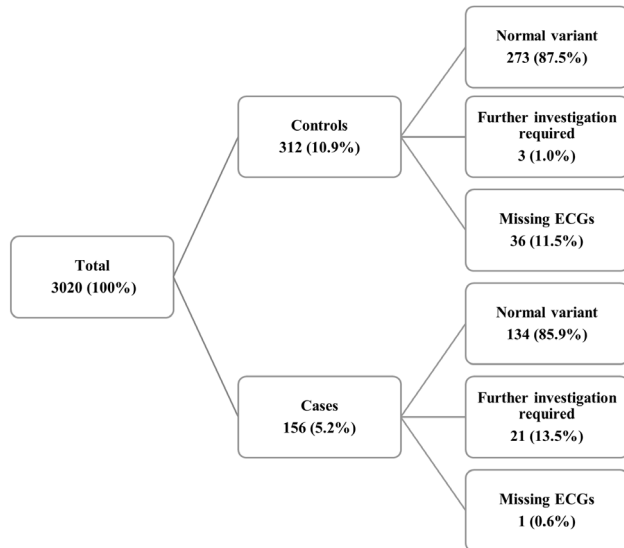 Normal variant
273 (87.5%)
Controls
312 (10.9%)
Further investigation
required
3 (1.0%)
Missing ECGs
36 (11.5%)
Total
3020 (100%)
Normal variant
134 (85.9%)
Cases
156 (5.2%)
Further investigation
required
21 (13.5%)
Missing ECGs
1 (0.6%)